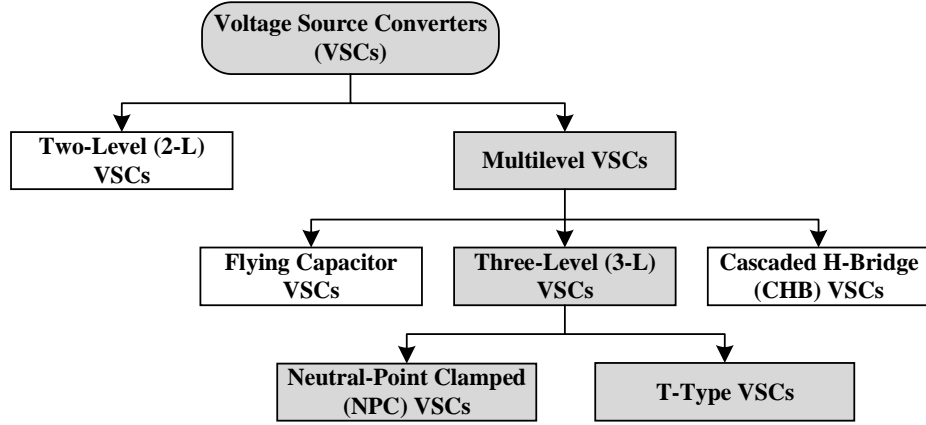 Voltage Source Converters
(VSCs)
Two-Level (2-L)
VSCs
Multilevel VSCs
Flying Capacitor
VSCs
Three-Level (3-L)
VSCs
Cascaded H-Bridge
(CHB) VSCs
Neutral-Point Clamped
(NPC) VSCs
T-Type VSCs